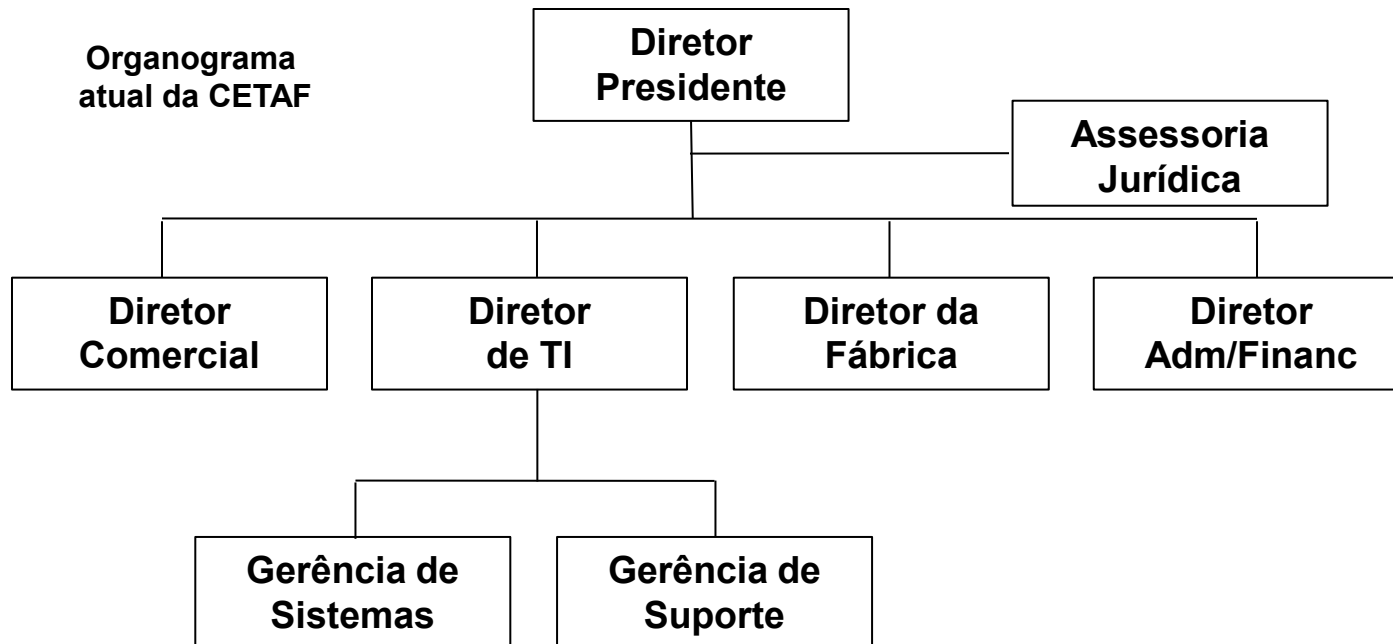 Organograma
atual da CETAF
Diretor
Presidente
Assessoria
Jurídica
Diretor
Comercial
Diretor
de TI
Diretor da
Fábrica
Diretor
Adm/Financ
Gerência de
Sistemas
Gerência de
Suporte